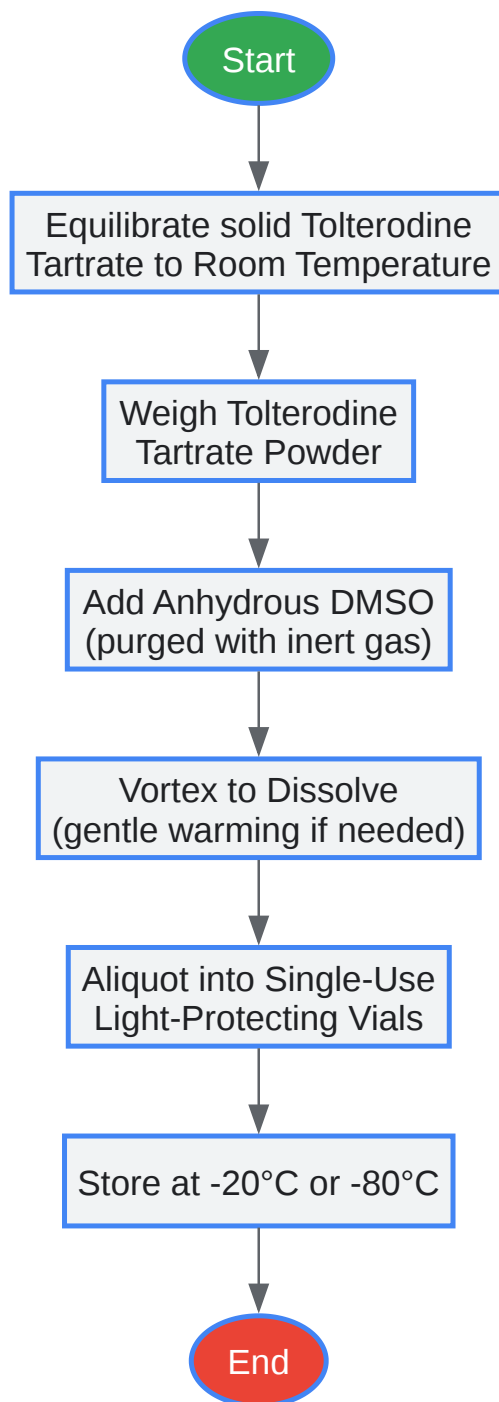 Start
Equilibrate solid Tolterodine
Tartrate to Room Temperature
Weigh Tolterodine
Tartrate Powder
Add Anhydrous DMSO
(purged with inert gas)
Vortex to Dissolve
(gentle warming if needed)
Aliquot into Single-Use
Light-Protecting Vials
Store at -20°C or -80°C
End